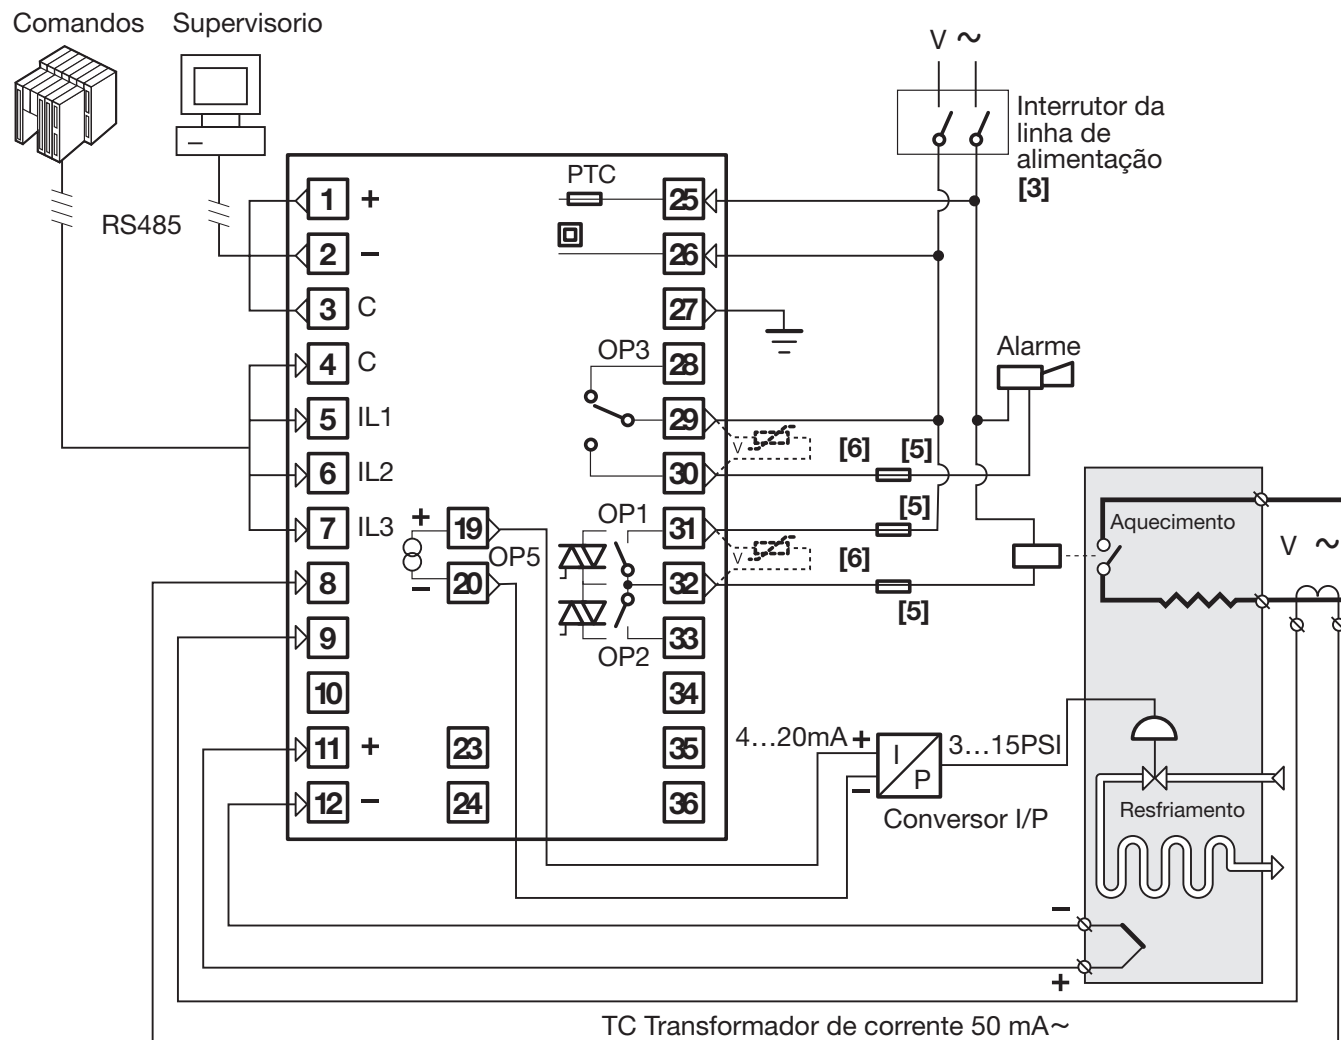 Comandos
Supervisorio
V ~
Interrutor da
linha de
alimentação
[3]
RS485
1 +
2 –
3 C
4 C
5 IL1
6 IL2
7 IL3
8
9
10
11 +
12 –
+ 19
OP5
– 20
23
24
PTC
25
26
27
OP3
28
29
30
OP1
31
32
33
OP2
34
35
36
V
[6]
[5]
[5]
V
[6]
[5]
Alarme
Aquecimento
V ~
4...20mA +
–
I
P
3...15PSI
Conversor I/P
Resfriamento
–
+
TC Transformador de corrente 50 mA~